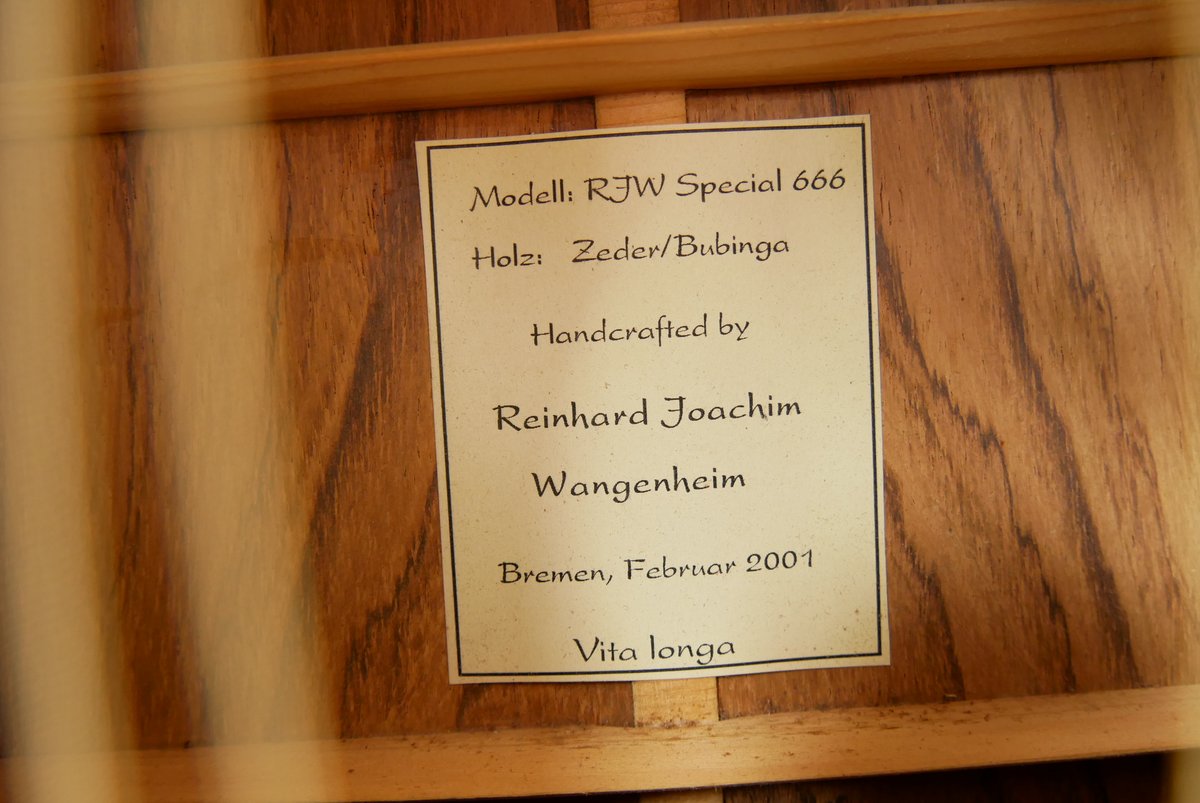 Modell: RJW Special 666
Holz: Zeder/Bubinga
Handcrafted by
Reinhard Joachim
Wangenheim
Bremen, Februar 2001
Vita longa